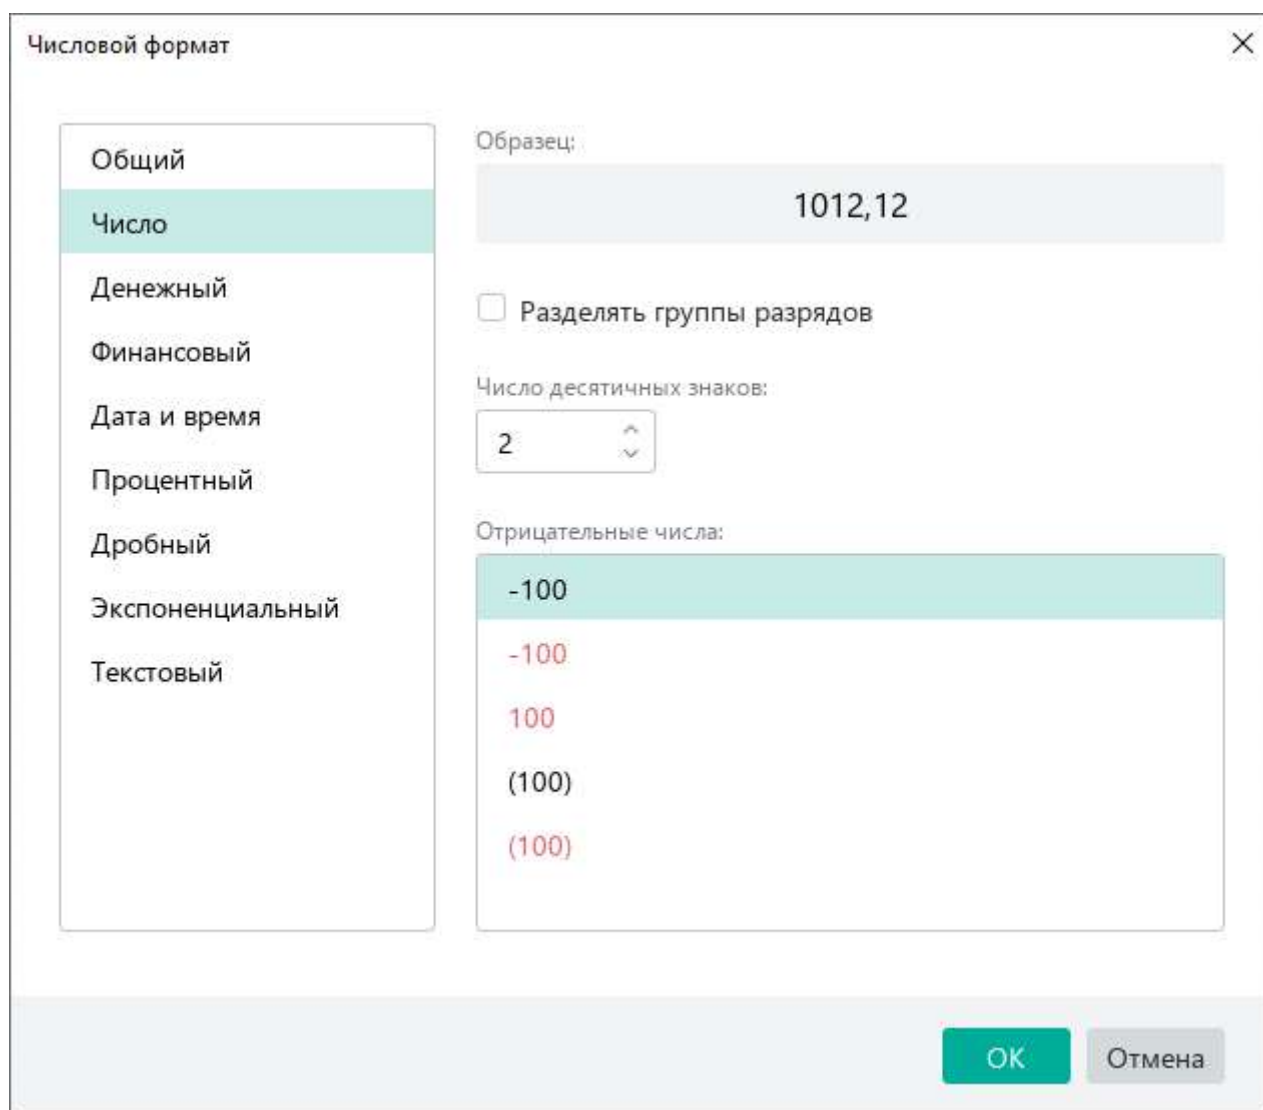 Числовой формат
Общий
Число
Денежный
Финансовый
Дата и время
Процентный
Дробный
Экспоненциальный
Текстовый
Образец:
1012,12
Разделять группы разрядов
Число десятичных знаков:
2
Отрицательные числа:
-100
-100
100
(100)
(100)
ОК
Отмена